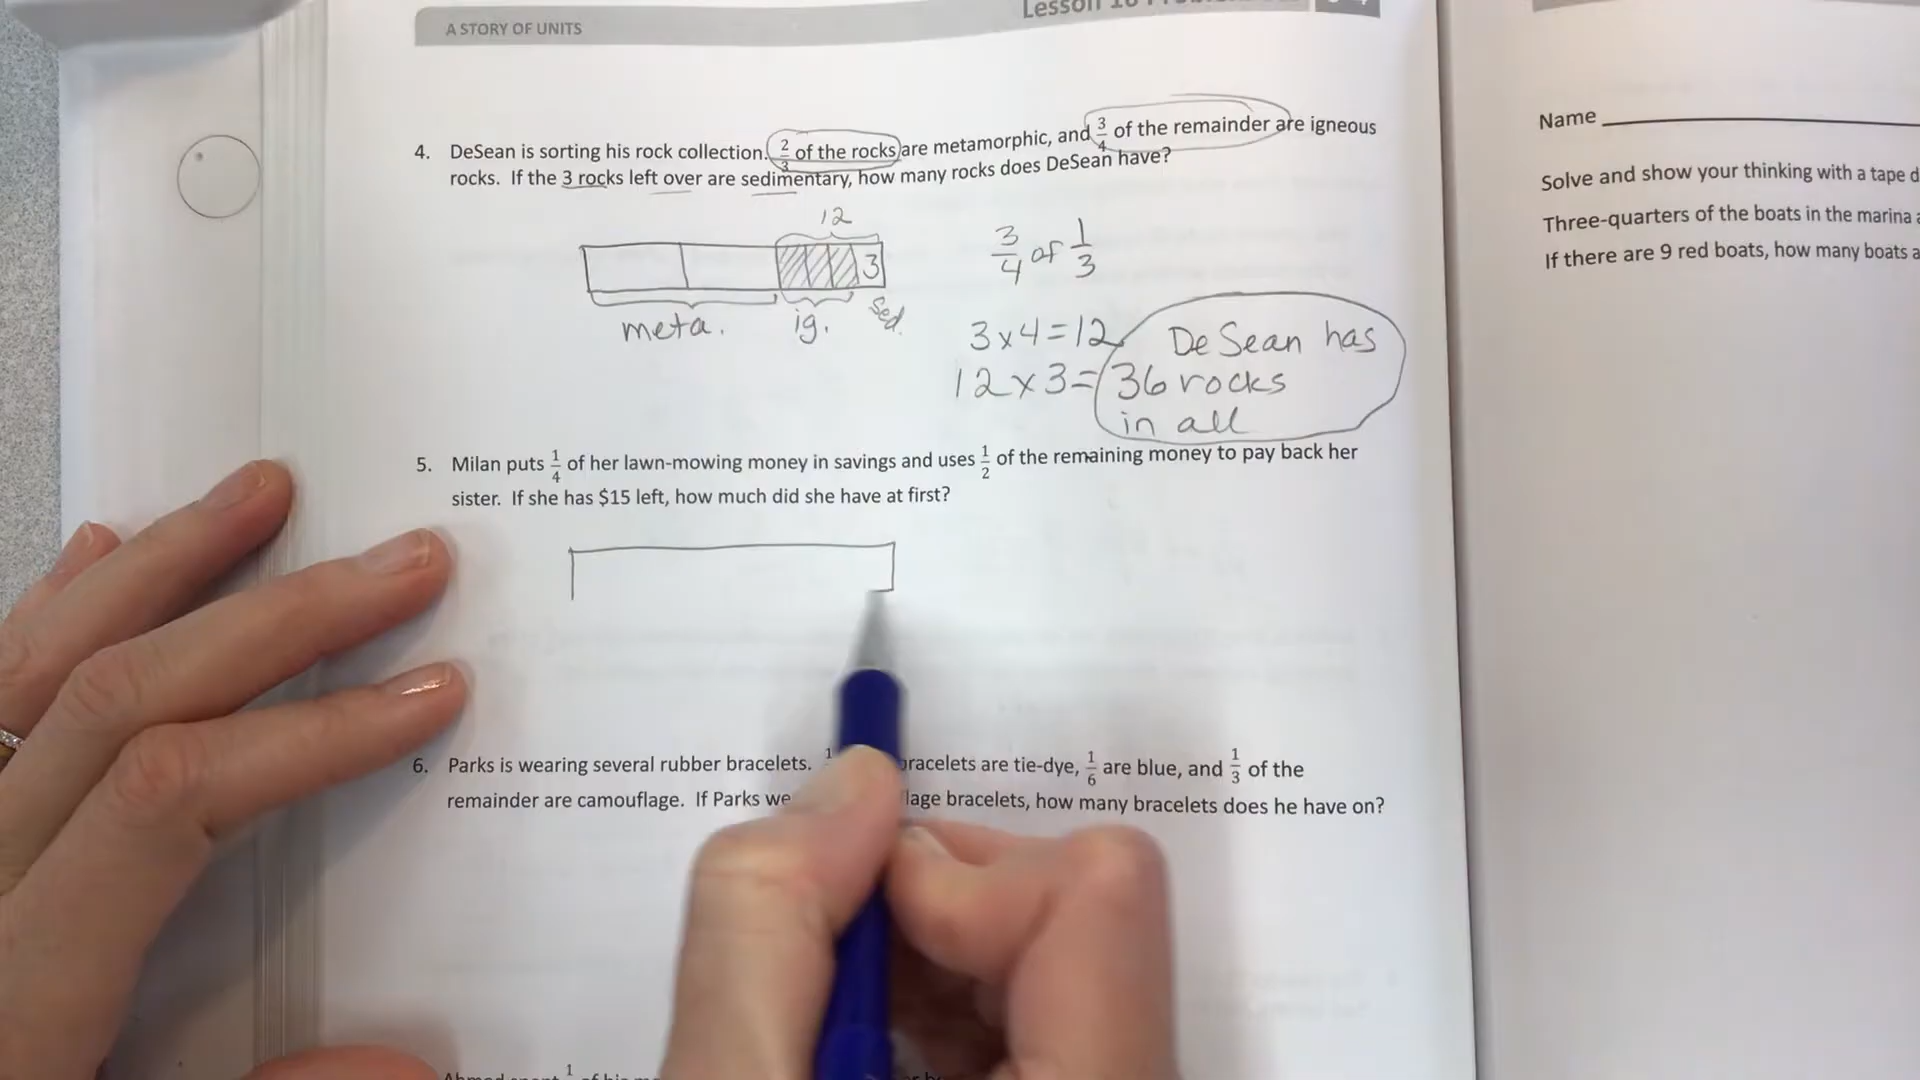 A STORY OF UNITS
Lesson 16
4. DeSean is sorting his rock collection. 2/3 of the rocks are metamorphic, and 3/4 of the remainder are igneous
rocks. If the 3 rocks left over are sedimentary, how many rocks does DeSean have?
12
3
meta. ig. Sed.
3/4 of 1/3
3 x 4 = 12
12 x 3 = 36 rocks
DeSean has
in all
5. Milan puts 1/4 of her lawn-mowing money in savings and uses 1/2 of the remaining money to pay back her
sister. If she has $15 left, how much did she have at first?
6. Parks is wearing several rubber bracelets. bracelets are tie-dye, 1/6 are blue, and 1/3 of the
remainder are camouflage. If Parks bracelets, how many bracelets does he have on?
Name
Solve and show your thinking with a tape
Three-quarters of the boats in the marina
If there are 9 red boats, how many boats